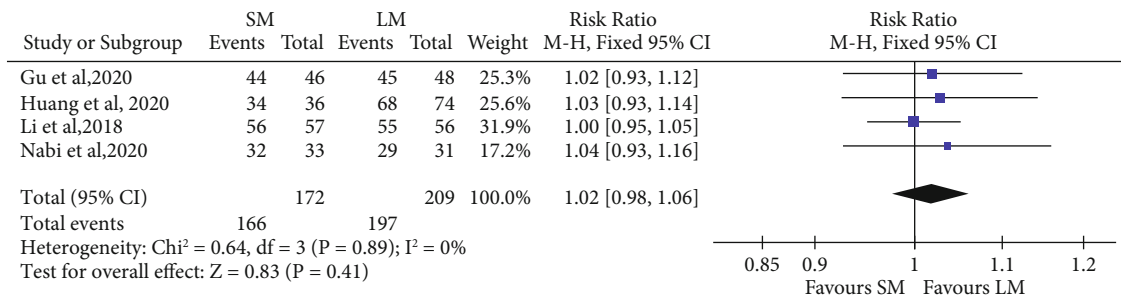 SM LM Risk Ratio Risk Ratio
Study or Subgroup Events Total Events Total Weight M-H, Fixed 95% CI M-H, Fixed 95% CI
Gu et al,2020 44 46 45 48 25.3% 1.02 [0.93, 1.12]
Huang et al, 2020 34 36 68 74 25.6% 1.03 [0.93, 1.14]
Li et al,2018 56 57 55 56 31.9% 1.00 [0.95, 1.05]
Nabi et al,2020 32 33 29 31 17.2% 1.04 [0.93, 1.16]
Total (95% CI) 172 209 100.0% 1.02 [0.98, 1.06]
Total events 166 197
Heterogeneity: Chi² = 0.64, df = 3 (P = 0.89); I² = 0%
Test for overall effect: Z = 0.83 (P = 0.41)
0.85 0.9 1 1.1 1.2
Favours SM Favours LM